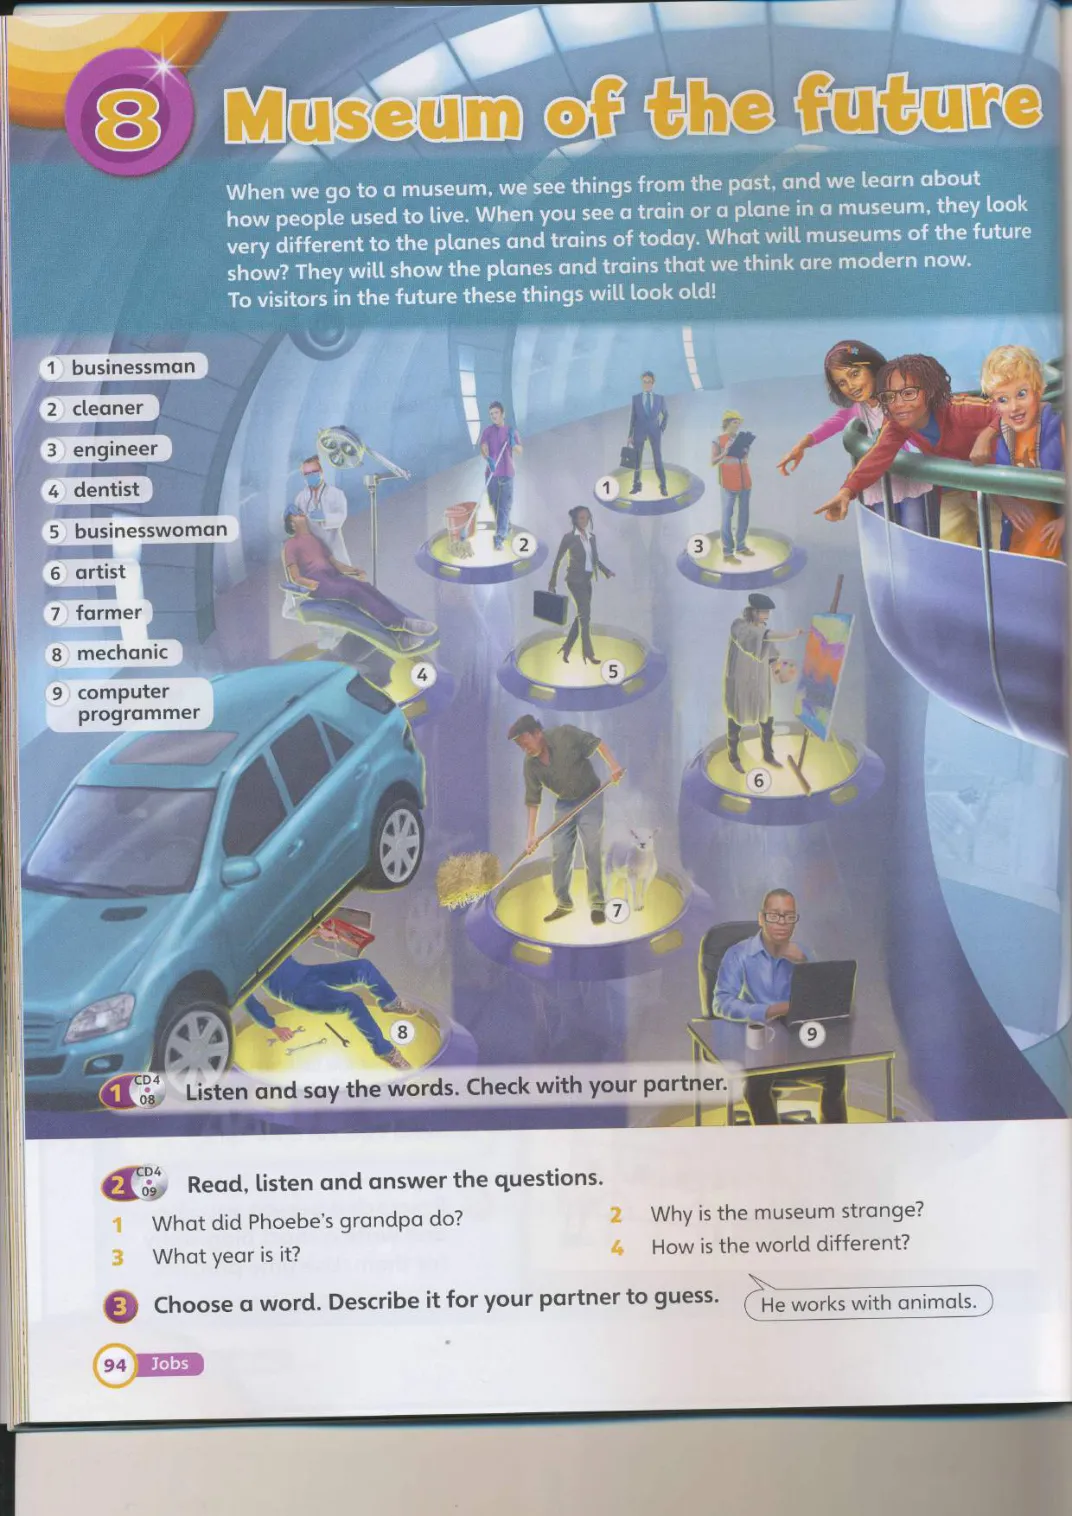 8 Museum of the future
When we go to a museum, we see things from the past, and we learn about
how people used to live. When you see a train or a plane in a museum, they look
very different to the planes and trains of today. What will museums of the future
show? They will show the planes and trains that we think are modern now.
To visitors in the future these things will look old!
1 businessman
2 cleaner
3 engineer
4 dentist
5 businesswoman
6 artist
7 farmer
8 mechanic
9 computer
programmer
1
2
3
4
5
6
7
8
9
1 CD4 08 Listen and say the words. Check with your partner.
2 CD4 09 Read, listen and answer the questions.
1 What did Phoebe's grandpa do?
2 Why is the museum strange?
3 What year is it?
4 How is the world different?
3 Choose a word. Describe it for your partner to guess.
He works with animals.
94 Jobs